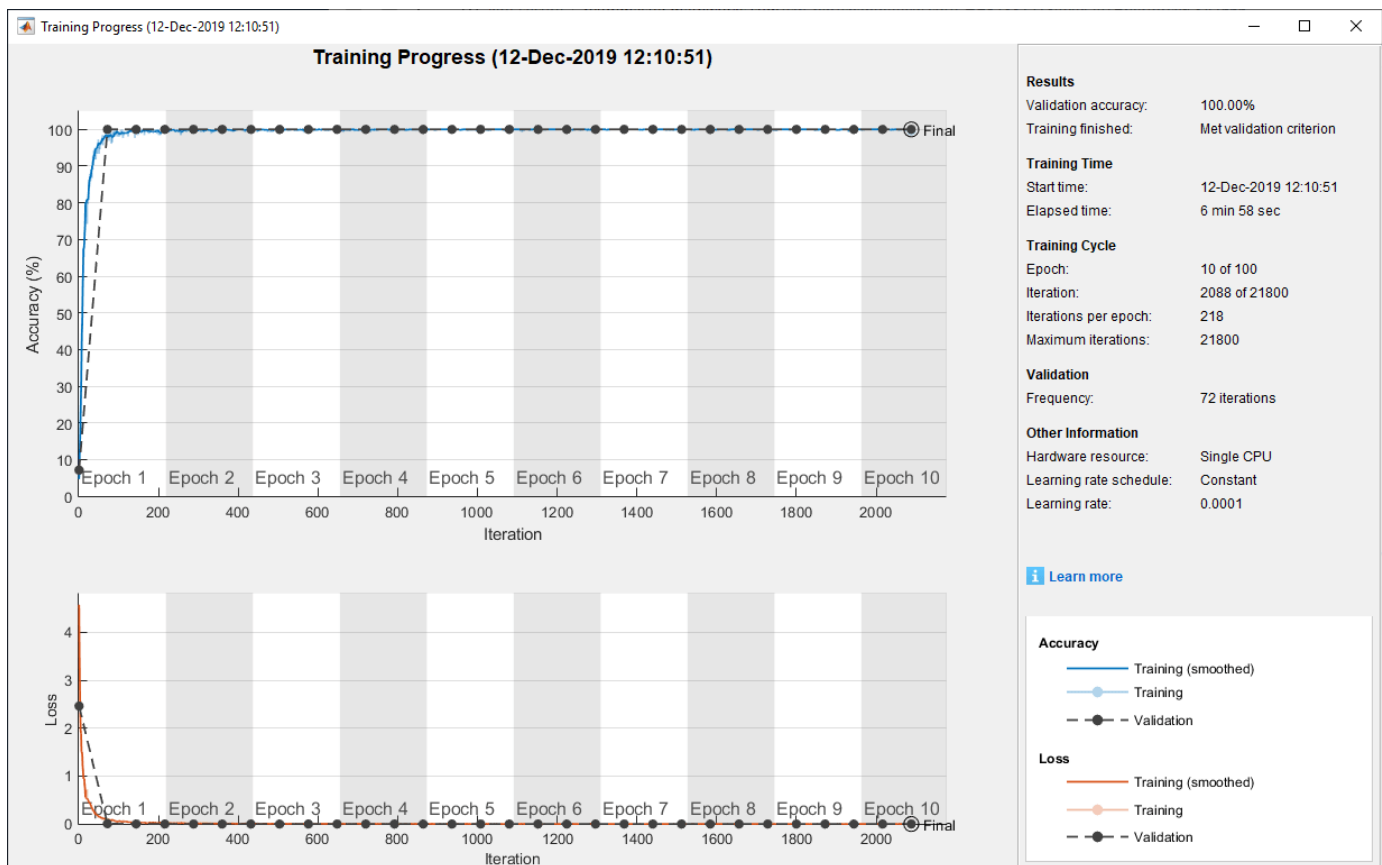 Training Progress (12-Dec-2019 12:10:51)
Training Progress (12-Dec-2019 12:10:51)
100
90
80
70
60
50
40
30
20
10
0
Accuracy (%)
Final
Epoch 1 Epoch 2 Epoch 3 Epoch 4 Epoch 5 Epoch 6 Epoch 7 Epoch 8 Epoch 9 Epoch 10
0 200 400 600 800 1000 1200 1400 1600 1800 2000
Iteration
4
3
2
1
0
Loss
Epoch 1 Epoch 2 Epoch 3 Epoch 4 Epoch 5 Epoch 6 Epoch 7 Epoch 8 Epoch 9 Epoch 10
Final
0 200 400 600 800 1000 1200 1400 1600 1800 2000
Iteration
Results
Validation accuracy: 100.00%
Training finished: Met validation criterion
Training Time
Start time: 12-Dec-2019 12:10:51
Elapsed time: 6 min 58 sec
Training Cycle
Epoch: 10 of 100
Iteration: 2088 of 21800
Iterations per epoch: 218
Maximum iterations: 21800
Validation
Frequency: 72 iterations
Other Information
Hardware resource: Single CPU
Learning rate schedule: Constant
Learning rate: 0.0001
i Learn more
Accuracy
Training (smoothed)
Training
Validation
Loss
Training (smoothed)
Training
Validation